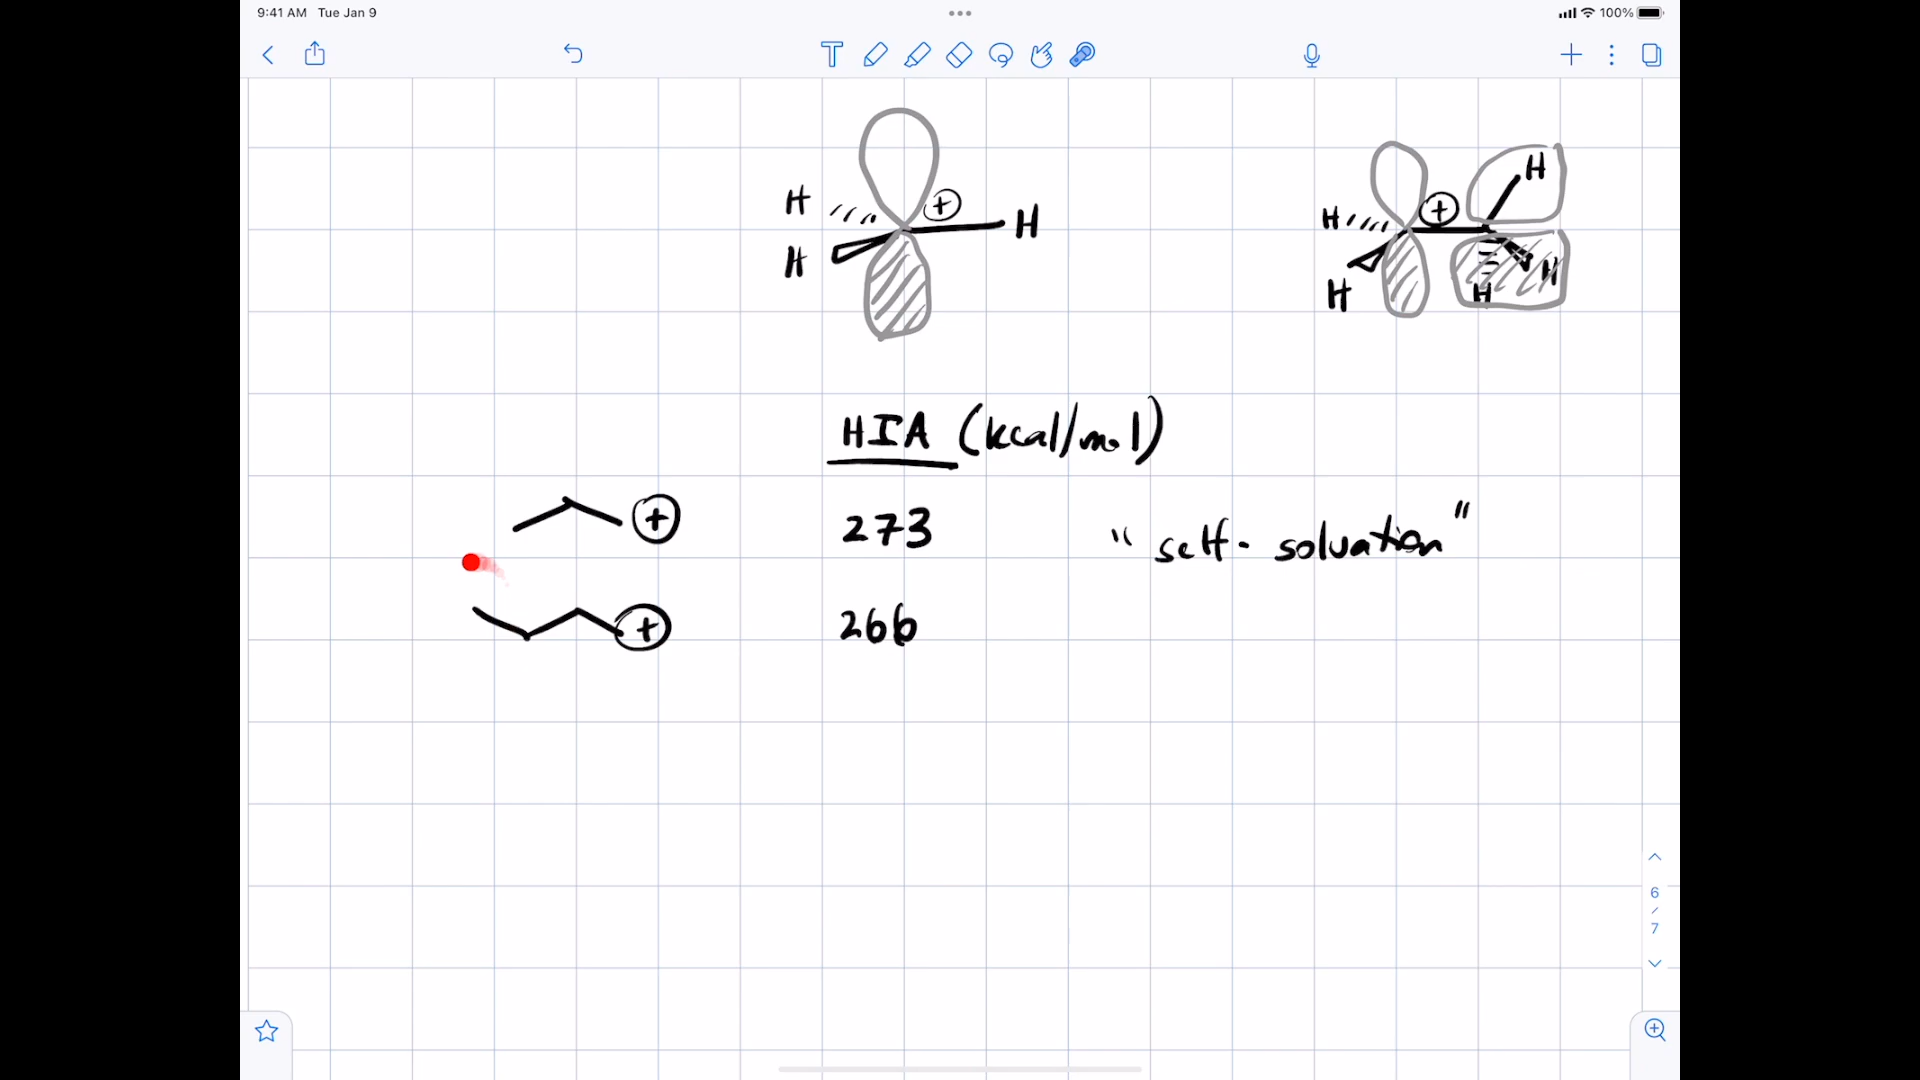 9:41 AM Tue Jan 9
100%
H
+
H
H
H
+
H
H
H
H
HIA (kcal/mol)
+
273
"self-solvation"
+
266
6
/
7